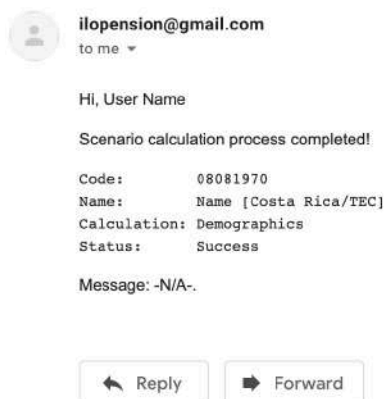 ilopension@gmail.com
to me
Hi, User Name
Scenario calculation process completed!
Code: 08081970
Name: Name [Costa Rica/TEC]
Calculation: Demographics
Status: Success
Message: -N/A-.
Reply Forward